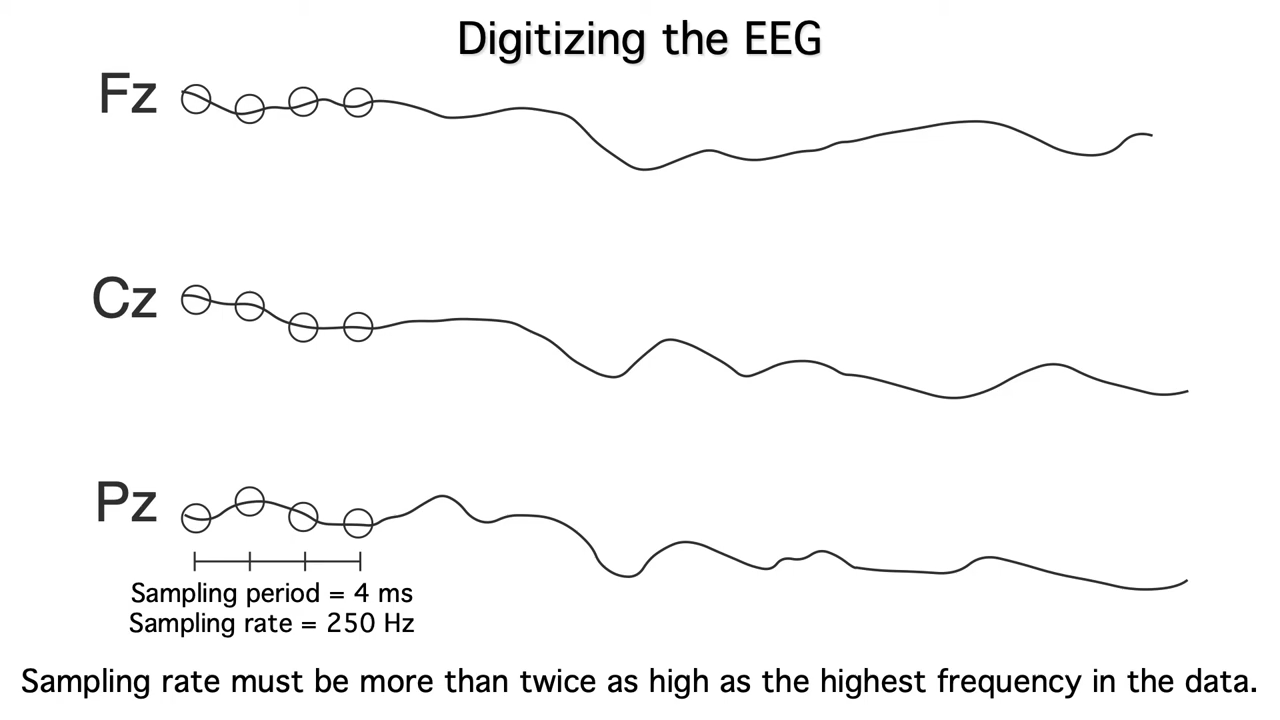 Digitizing the EEG
Fz
Cz
Pz
Sampling period = 4 ms
Sampling rate = 250 Hz
Sampling rate must be more than twice as high as the highest frequency in the data.